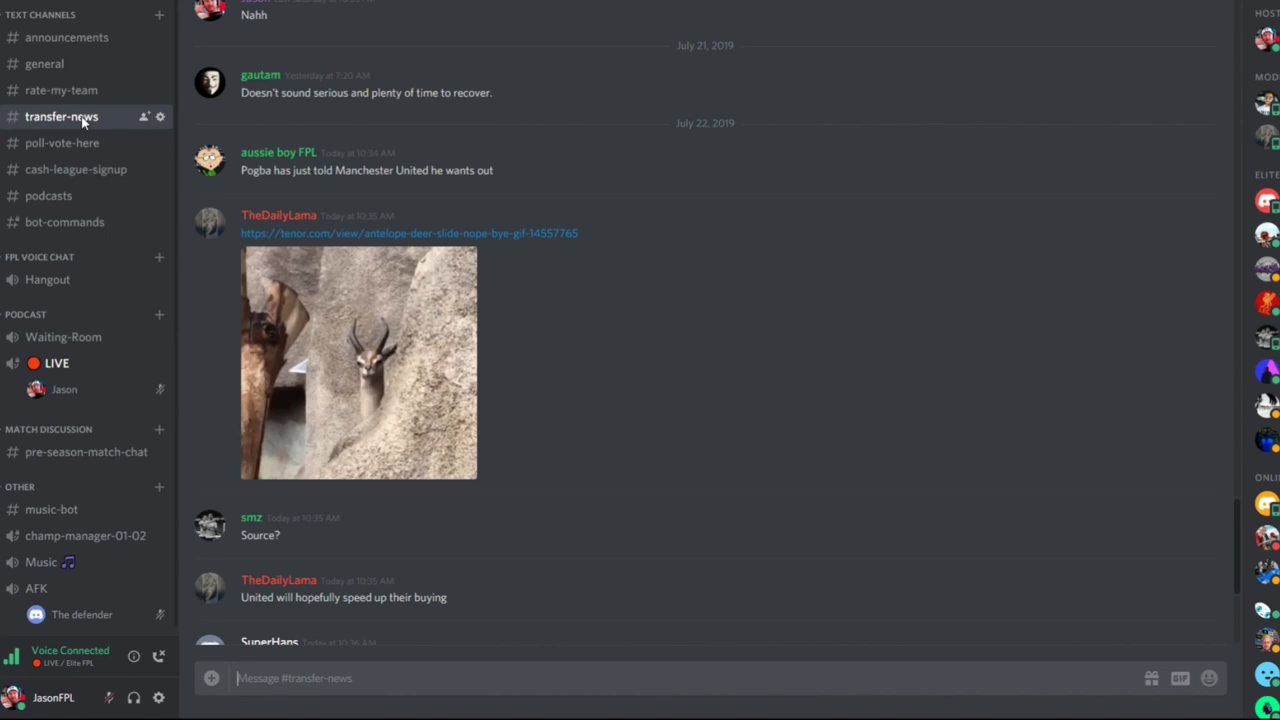 TEXT CHANNELS
announcements
general
rate-my-team
transfer-news
poll-vote-here
cash-league-signup
podcasts
bot-commands
FPL VOICE CHAT
Hangout
PODCAST
Waiting-Room
LIVE
Jason
MATCH DISCUSSION
pre-season-match-chat
OTHER
music-bot
champ-manager-01-02
Music
AFK
The defender
Voice Connected
LIVE / Elite FPL
JasonFPL
Nahh
July 21, 2019
gautam Yesterday at 7:20 AM
Doesn't sound serious and plenty of time to recover.
July 22, 2019
aussie boy FPL Today at 10:34 AM
Pogba has just told Manchester United he wants out
TheDailyLama Today at 10:35 AM
https://tenor.com/view/antelope-deer-slide-nope-bye-gif-14557765
smz Today at 10:35 AM
Source?
TheDailyLama Today at 10:35 AM
United will hopefully speed up their buying
SuperHans Today at 10:36 AM
Message #transfer-news
GIF
HOST
MOD
ELITE
ONLI